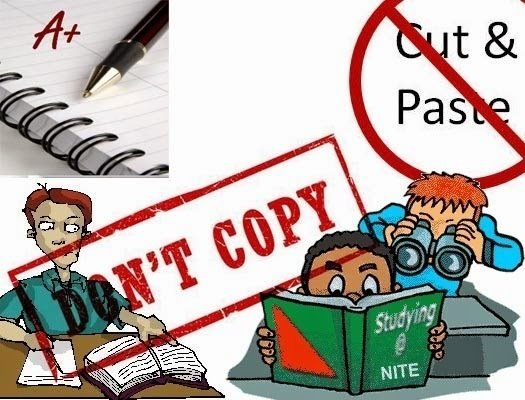 A+
Cut &
Paste
DON'T COPY
Studying
@
NITE